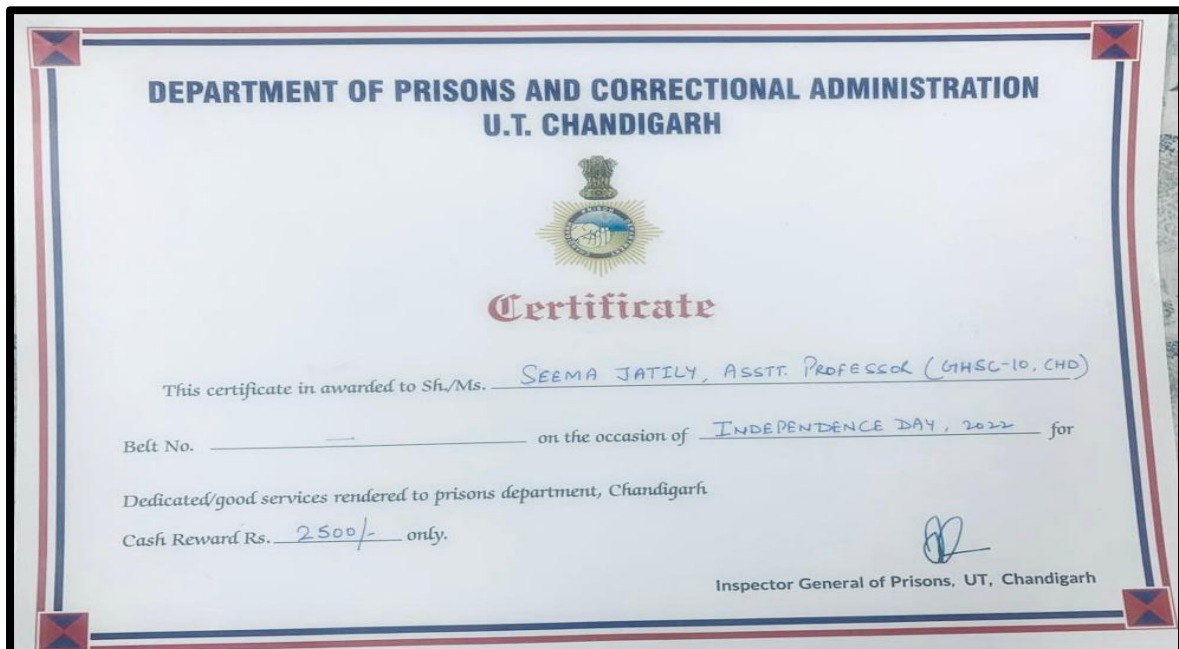 DEPARTMENT OF PRISONS AND CORRECTIONAL ADMINISTRATION
U.T. CHANDIGARH
Certificate
This certificate in awarded to Sh./Ms. SEEMA JATILY, ASSTT. PROFESSOR (GHSC-10, CHD)
Belt No. — on the occasion of INDEPENDENCE DAY, 2022 for
Dedicated/good services rendered to prisons department, Chandigarh
Cash Reward Rs. 2500/- only.
Inspector General of Prisons, UT, Chandigarh